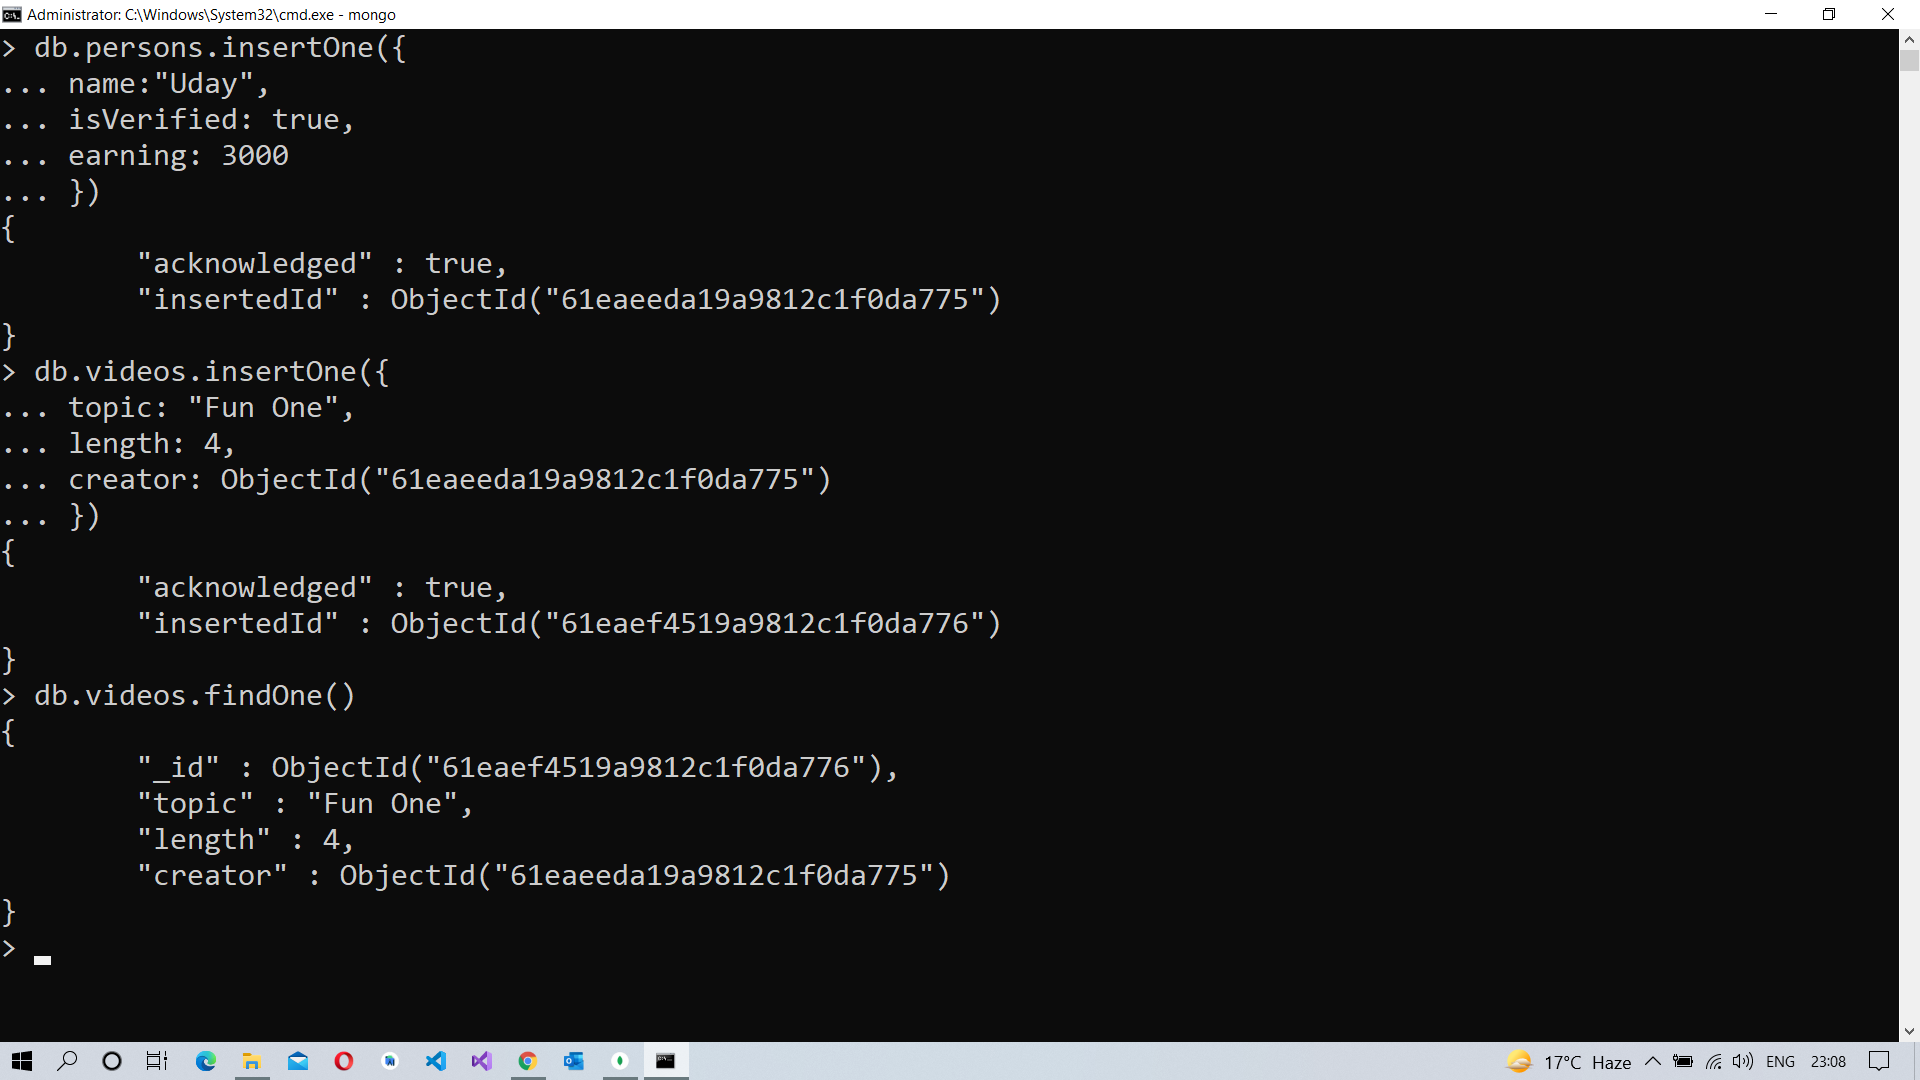 Administrator: C:\Windows\System32\cmd.exe - mongo
> db.persons.insertOne({
... name:"Uday",
... isVerified: true,
... earning: 3000
... })
{
        "acknowledged" : true,
        "insertedId" : ObjectId("61eaeeda19a9812c1f0da775")
}
> db.videos.insertOne({
... topic: "Fun One",
... length: 4,
... creator: ObjectId("61eaeeda19a9812c1f0da775")
... })
{
        "acknowledged" : true,
        "insertedId" : ObjectId("61eaef4519a9812c1f0da776")
}
> db.videos.findOne()
{
        "_id" : ObjectId("61eaef4519a9812c1f0da776"),
        "topic" : "Fun One",
        "length" : 4,
        "creator" : ObjectId("61eaeeda19a9812c1f0da775")
}
>
17°C Haze ENG 23:08